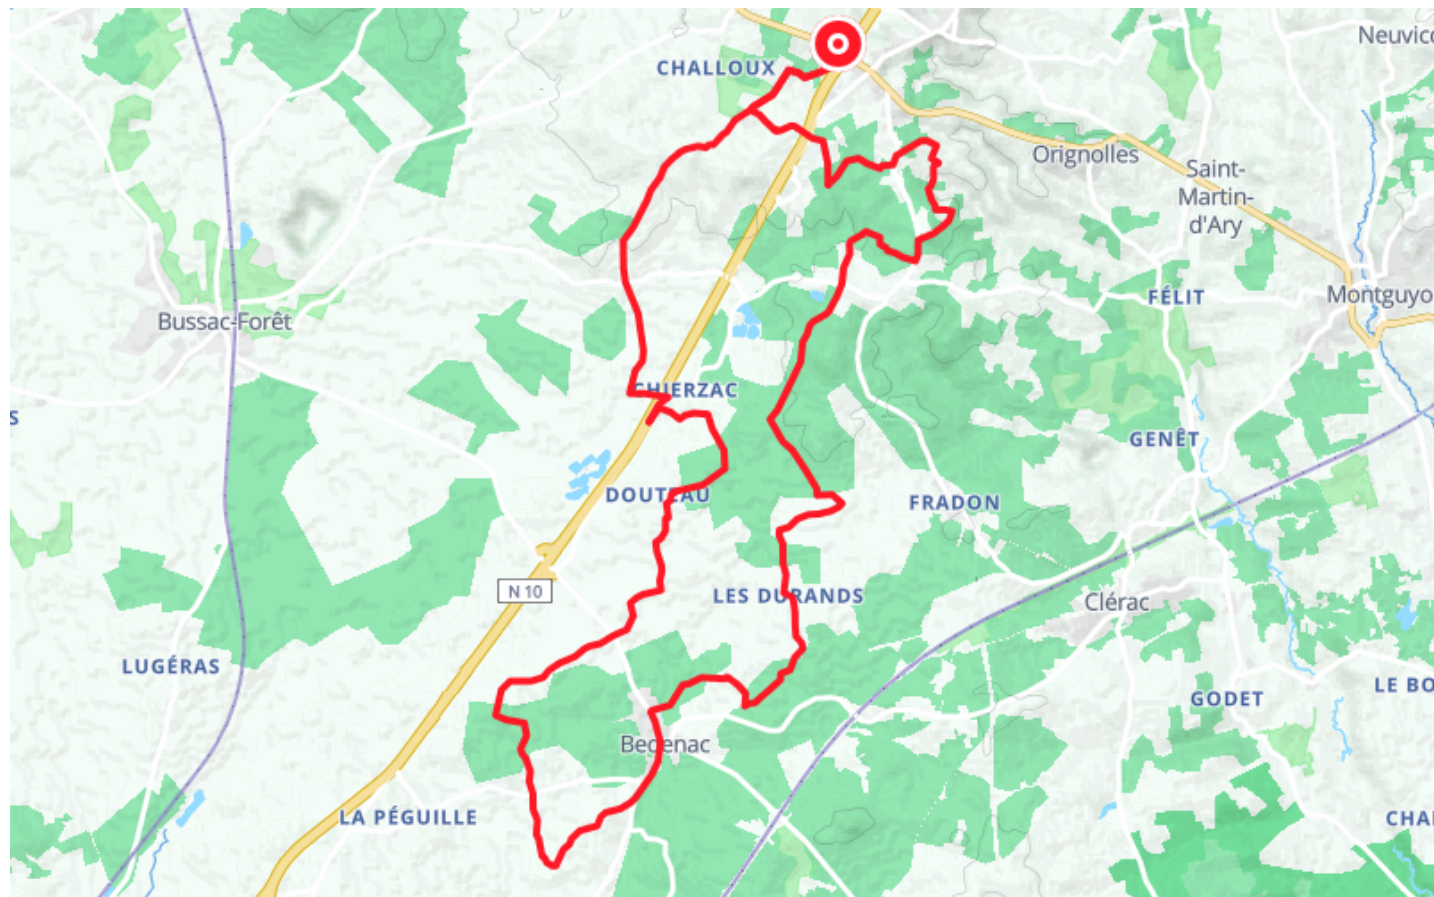 Neuvic
CHALLOUX
Orignolles
Saint-
Martin-
d'Ary
Montguyo
FÉLIT
Bussac-Forêt
CHIERZAC
S
GENÊT
DOUTEAU
FRADON
N 10
LES DURANDS
Clérac
LUGÉRAS
LE BO
GODET
Bedenac
LA PÉGUILLE
CHA